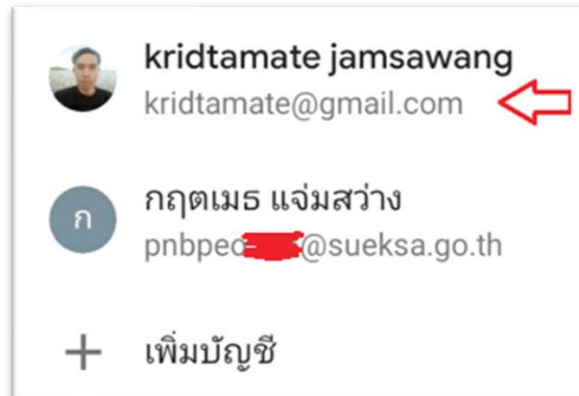 kridtamate jamsawang
kridtamate@gmail.com
ก
กฤตเมธ แจ่มสว่าง
pnbpeo @sueksa.go.th
เพิ่มบัญชี